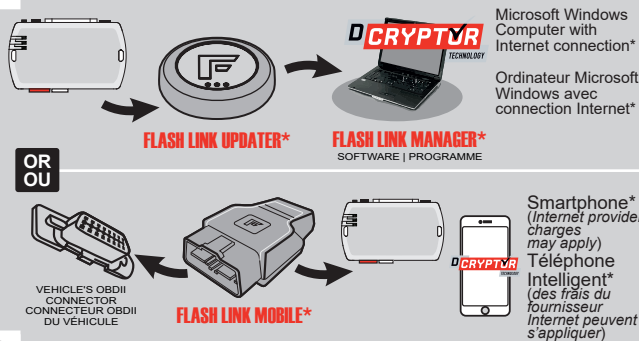 DCRYPTOR
TECHNOLOGY
Microsoft Windows
Computer with
Internet connection*
Ordinateur Microsoft
Windows avec
connection Internet*
FLASH LINK UPDATER*
FLASH LINK MANAGER*
SOFTWARE | PROGRAMME
OR
OU
VEHICLE'S OBDII
CONNECTOR
CONNECTEUR OBDII
DU VÉHICULE
FLASH LINK MOBILE*
DCRYPTOR
TECHNOLOGY
Smartphone*
(Internet provider
charges
may apply)
Téléphone
Intelligent*
(des frais du
fournisseur
Internet peuvent
s'appliquer)